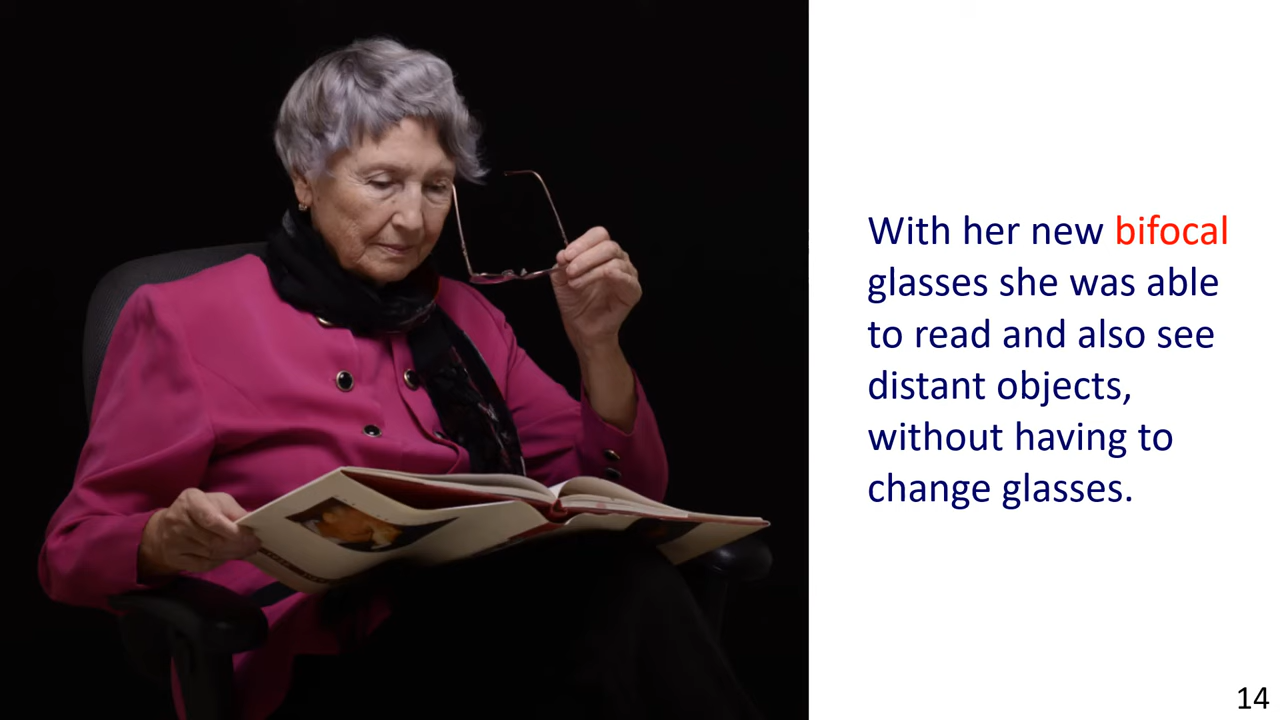 With her new bifocal
glasses she was able
to read and also see
distant objects,
without having to
change glasses.
14